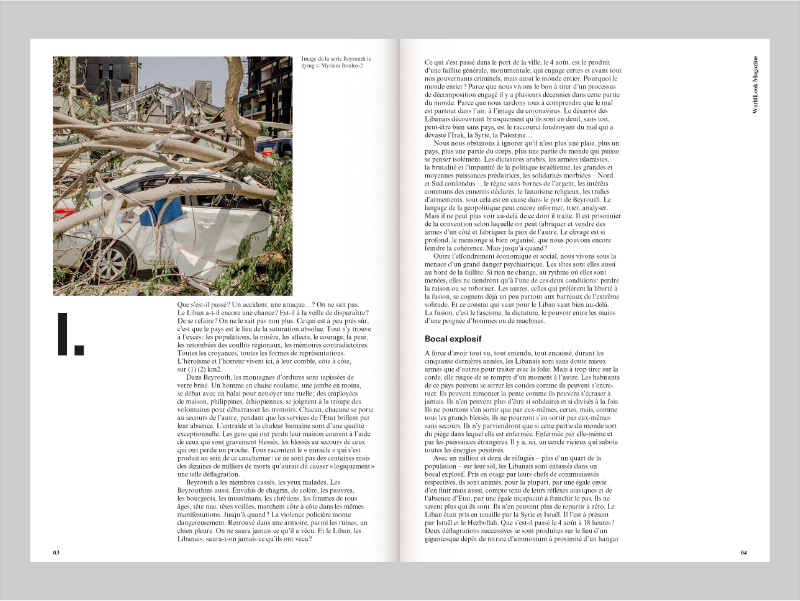 Image de la serie Beyrouth is
dying © Myriam Boulos-2
I.
Que s'est-il passé? Un accident, une attaque…? On ne sait pas.
Le Liban a-t-il encore une chance? Est-il à la veille de disparaître?
De se refaire? On ne le sait pas non plus. Ce qui est à peu près sûr,
c'est que le pays est le lieu de la saturation absolue. Tout s'y trouve
à l'excès: les populations, la misère, les affects, le courage, la peur,
les retombées des conflits régionaux, les mémoires contradictoires.
Toutes les croyances, toutes les formes de représentations.
L'héroïsme et l'horreur vivent ici, à leur comble, côte à côte,
sur (1) (2) km2.
Dans Beyrouth, les montagnes d'ordures sont tapissées de
verre brisé. Un homme en chaise roulante, une jambe en moins,
se débat avec un balai pour nettoyer une ruelle; des employées
de maison, philippines, éthiopiennes, se joignent à la troupe des
volontaires pour débarrasser les trottoirs. Chacun, chacune se porte
au secours de l'autre, pendant que les services de l'Etat brillent par
leur absence. L'entraide et la chaleur humaine sont d'une qualité
exceptionnelle. Les gens qui ont perdu leur maison courent à l'aide
de ceux qui sont gravement blessés, les blessés au secours de ceux
que ont perdu un proche. Tous racontent le « miracle » qui s'est
produit au sein de ce cauchemar: ce ne sont pas des centaines mais
des dizaines de milliers de morts qu'aurait dû causer «logiquement»
une telle déflagration.
Beyrouth a les membres cassés, les yeux malades. Les
Beyrouthins aussi. Envahis de chagrin, de colère, les pauvres,
les bourgeois, les musulmans, les chrétiens, les femmes de tous
âges, tête nue, têtes voilées, marchent côte à côte dans les mêmes
manifestations. Jusqu'à quand? La violence policière monte
dangereusement. Retrouvé dans une armoire, parmi les ruines, un
chien pleure. On ne saura jamais ce qu'il a vécu. Et le Liban, les
Libanais, saura-t-on jamais ce qu'ils ont vécu?
03
Ce qui s'est passé dans le port de la ville, le 4 août, est le produit
d'une faillite générale, monumentale, qui engage certes et avant tout
nos gouvernants criminels, mais aussi le monde entier. Pourquoi le
monde entier? Parce que nous vivons le bon à tirer d'un processus
de décomposition engagé il y a plusieurs décennies dans cette partie
du monde. Parce que nous tardons tous à comprendre que le mal
est partout dans l'air, à l'image du coronavirus. Le désarroi des
Libanais découvrant brusquement qu'ils sont en deuil, sans toit,
peut-être bien sans pays, est le raccourci foudroyant du mal qui a
dévasté l'Irak, la Syrie, la Palestine…
Nous nous obstinons à ignorer qu'il n'est plus une plaie, plus un
pays, plus une partie du corps, plus une partie du monde qui puisse
se penser isolément. Les dictatures arabes, les armées islamistes,
la brutalité et l'impunité de la politique israélienne, les grandes et
moyennes puissances prédatrices, les solidarités morbides – Nord
et Sud confondus –, le règne sans bornes de l'argent, les intérêts
communs des ennemis déclarés, le fanatisme religieux, les trafics
d'armements, tout cela est en cause dans le port de Beyrouth. Le
langage de la géopolitique peut encore informer, trier, analyser.
Mais il ne peut plus voir au-delà de ce dont il traite. Il est prisonnier
de la convention selon laquelle on peut fabriquer et vendre des
armes d'un côté et fabriquer la paix de l'autre. Le clivage est si
profond, le mensonge si bien organisé, que nous pouvons encore
feindre la cohérence. Mais jusqu'à quand?
Outre l'effondrement économique et social, nous vivons sous la
menace d'un grand danger psychiatrique. Les têtes sont elles aussi
au bord de la faillite. Si rien ne change, au rythme où elles sont
menées, elles ne tiendront qu'à l'une de ces deux conditions: perdre
la raison ou se robotiser. Les autres, celles qui préfèrent la liberté à
la fusion, se cognent déjà un peu partout aux barreaux de l'extrême
solitude. Et ce constat qui vaut pour le Liban vaut bien au-delà.
La fusion, c'est le fascisme, la dictature, le pouvoir entre les mains
d'une poignée d'hommes ou de machines.
Bocal explosif
A force d'avoir tout vu, tout entendu, tout encaissé, durant les
cinquante dernières années, les Libanais sont sans doute mieux
armés que d'autres pour traiter avec la folie. Mais à trop tirer sur la
corde, elle risque de se rompre d'un moment à l'autre. Les habitants
de ce pays peuvent se serrer les coudes comme ils peuvent s'entre-
tuer. Ils peuvent remonter la pente comme ils peuvent s'écraser à
jamais. Ils n'en peuvent plus d'être si solidaires et si divisés à la fois.
Ils ne pourront s'en sortir que par eux-mêmes, certes, mais, comme
tous les grands blessés, ils ne pourront s'en sortir par eux-mêmes
sans secours. Ils n'y parviendront que si cette partie du monde sort
du piège dans lequel elle est enfermée. Enfermée par elle-même et
par les puissances étrangères. Il y a, ici, un cercle vicieux qui sabote
toutes les énergies positives.
Avec un million et demi de réfugiés – plus d'un quart de la
population – sur leur sol, les Libanais sont entassés dans un
bocal explosif. Pris en otage par leurs chefs de communautés
respectives, ils sont animés, pour la plupart, par une égale envie
d'en finir mais aussi, compte tenu de leurs réflexes ataviques et de
l'absence d'Etat, par une égale incapacité à franchir le pas. Ils ne
savent plus qui ils sont. Ils n'en peuvent plus de repartir à zéro. Le
Liban était pris en tenaille par la Syrie et Israël. Il l'est à présent
par Israël et le Hezbollah. Que s'est-il passé le 4 août à 18 heures?
Deux déflagrations successives se sont produites sur le lieu d'un
gigantesque dépôt de nitrate d'ammonium à proximité d'un hangar
WorldLook Magazine
04